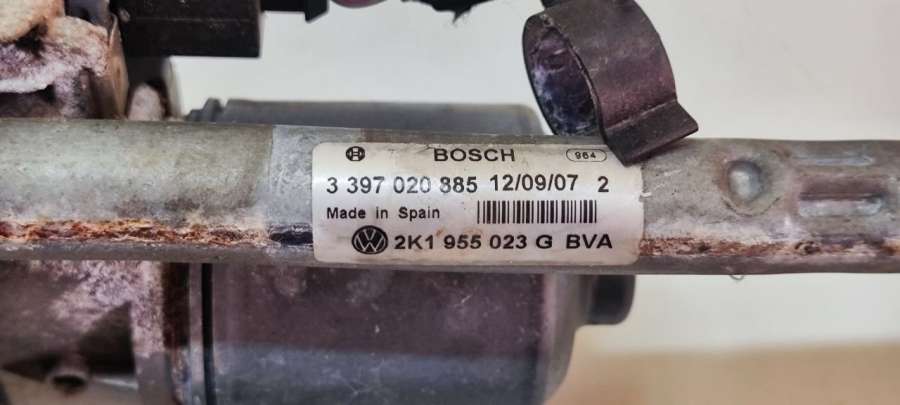 BOSCH 964
3 397 020 885 12/09/07 2
Made in Spain
2K1 955 023 G BVA